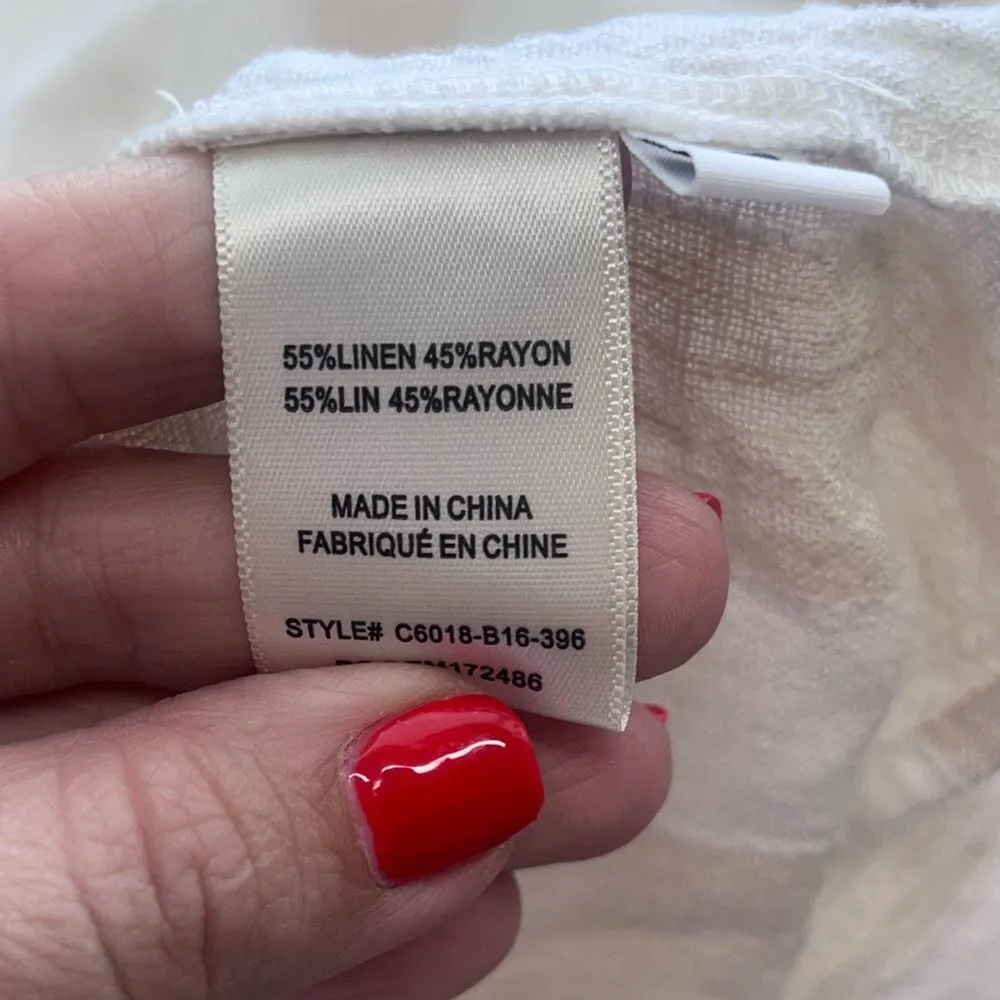 55%LINEN 45%RAYON
55%LIN 45%RAYONNE
MADE IN CHINA
FABRIQUÉ EN CHINE
STYLE# C6018-B16-396